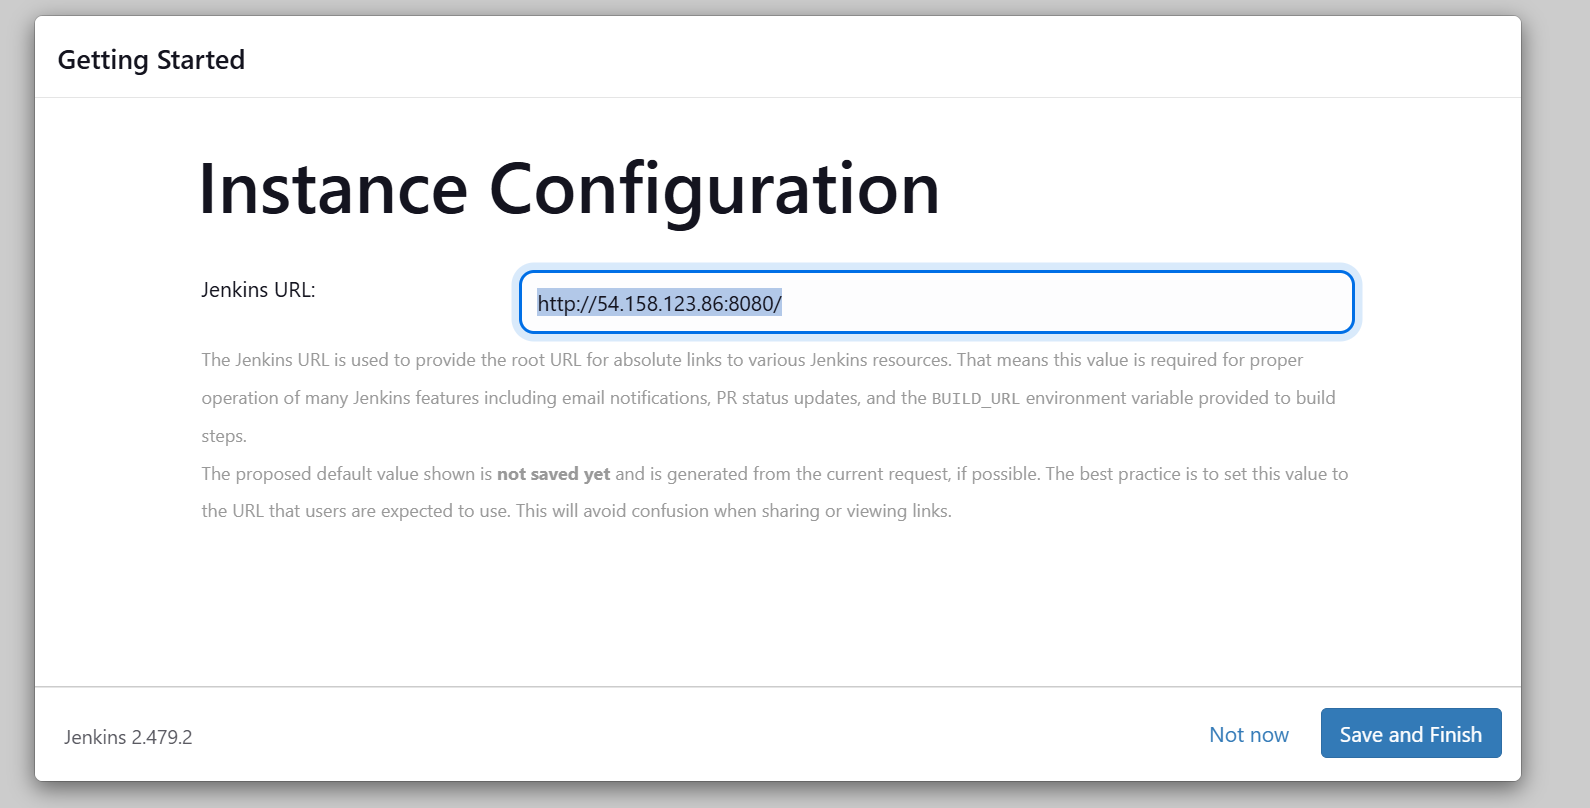 Getting Started
Instance Configuration
Jenkins URL:
http://54.158.123.86:8080/
The Jenkins URL is used to provide the root URL for absolute links to various Jenkins resources. That means this value is required for proper
operation of many Jenkins features including email notifications, PR status updates, and the BUILD_URL environment variable provided to build
steps.
The proposed default value shown is not saved yet and is generated from the current request, if possible. The best practice is to set this value to
the URL that users are expected to use. This will avoid confusion when sharing or viewing links.
Jenkins 2.479.2
Not now
Save and Finish